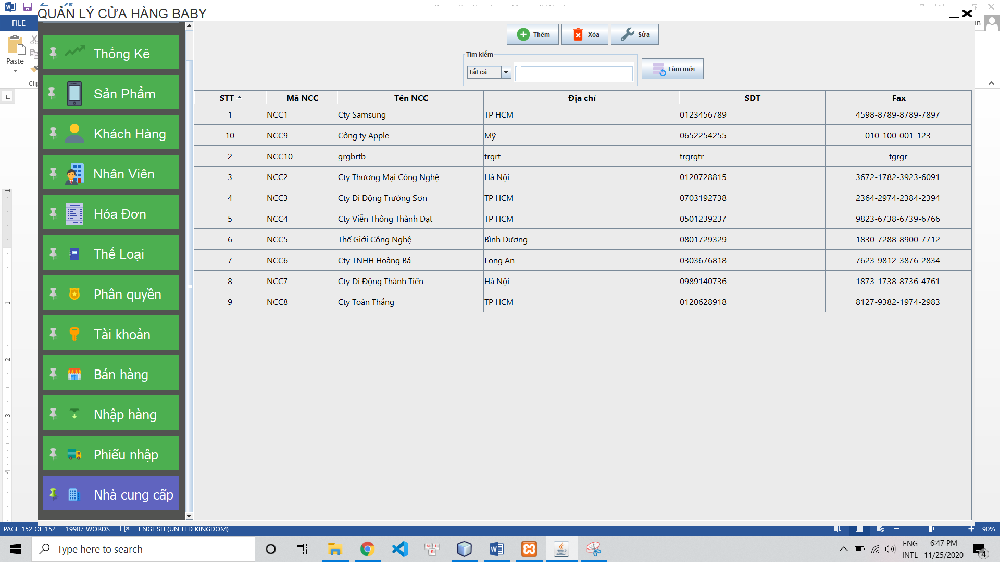 QUẢN LÝ CỬA HÀNG BABY
FILE
in
Paste
Thống Kê
Sản Phẩm
Khách Hàng
Nhân Viên
Hóa Đơn
Thể Loại
Phân quyền
Tài khoản
Bán hàng
Nhập hàng
Phiếu nhập
Nhà cung cấp
Thêm Xóa Sửa
Tìm kiếm
Tất cả Làm mới
STT Mã NCC Tên NCC Địa chỉ SDT Fax
1 NCC1 Cty Samsung TP HCM 0123456789 4598-8789-8789-7897
10 NCC9 Công ty Apple Mỹ 0652254255 010-100-001-123
2 NCC10 grgbrtb trgrt trgrgtr tgrgr
3 NCC2 Cty Thương Mại Công Nghệ Hà Nội 0120728815 3672-1782-3923-6091
4 NCC3 Cty Di Động Trường Sơn TP HCM 0703192738 2364-2974-2384-2394
5 NCC4 Cty Viễn Thông Thành Đạt TP HCM 0501239237 9823-6738-6739-6766
6 NCC5 Thế Giới Công Nghệ Bình Dương 0801729329 1830-7288-8900-7712
7 NCC6 Cty TNHH Hoàng Bá Long An 0303676818 7623-9812-3876-2834
8 NCC7 Cty Di Động Thành Tiến Hà Nội 0989140736 1873-1738-8736-4761
9 NCC8 Cty Toàn Thắng TP HCM 0120628918 8127-9382-1974-2983
1
1
2
3
4
PAGE 152 OF 152 19907 WORDS ENGLISH (UNITED KINGDOM) 90%
Type here to search
ENG 6:47 PM
INTL 11/25/2020 4